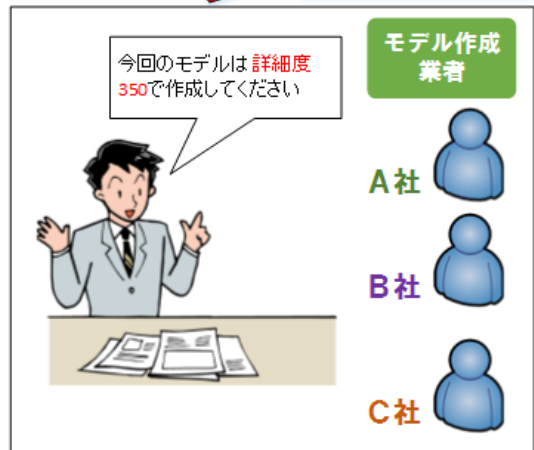 今回のモデルは詳細度
350で作成してください
モデル作成
業者
A社
B社
C社